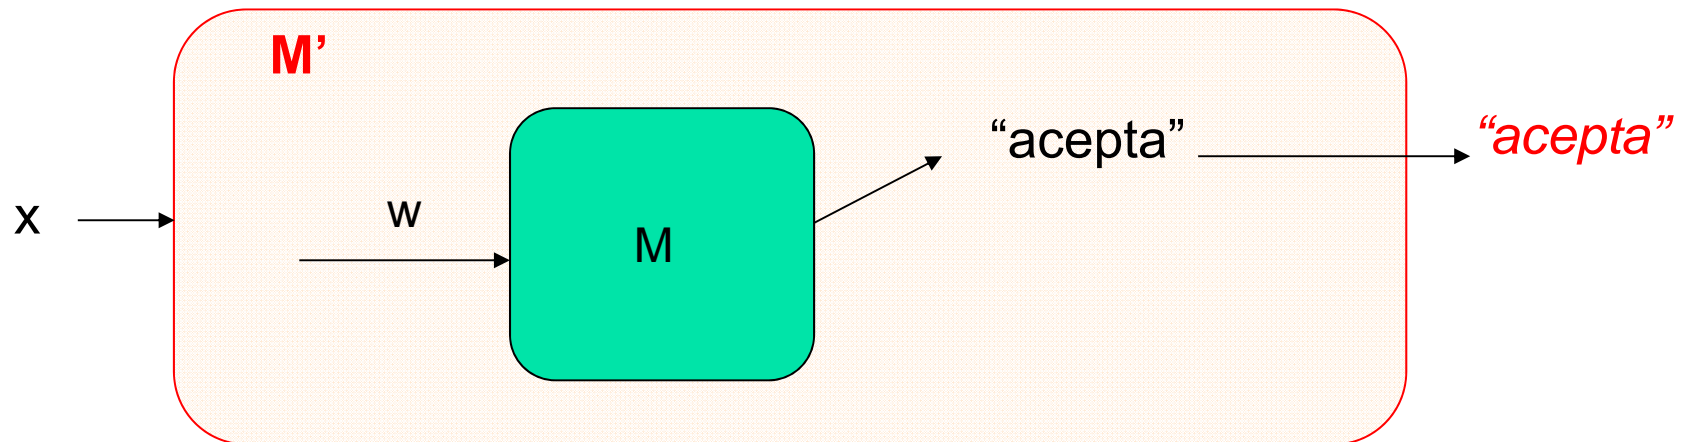 M’
“acepta”
“acepta”
x
w
M